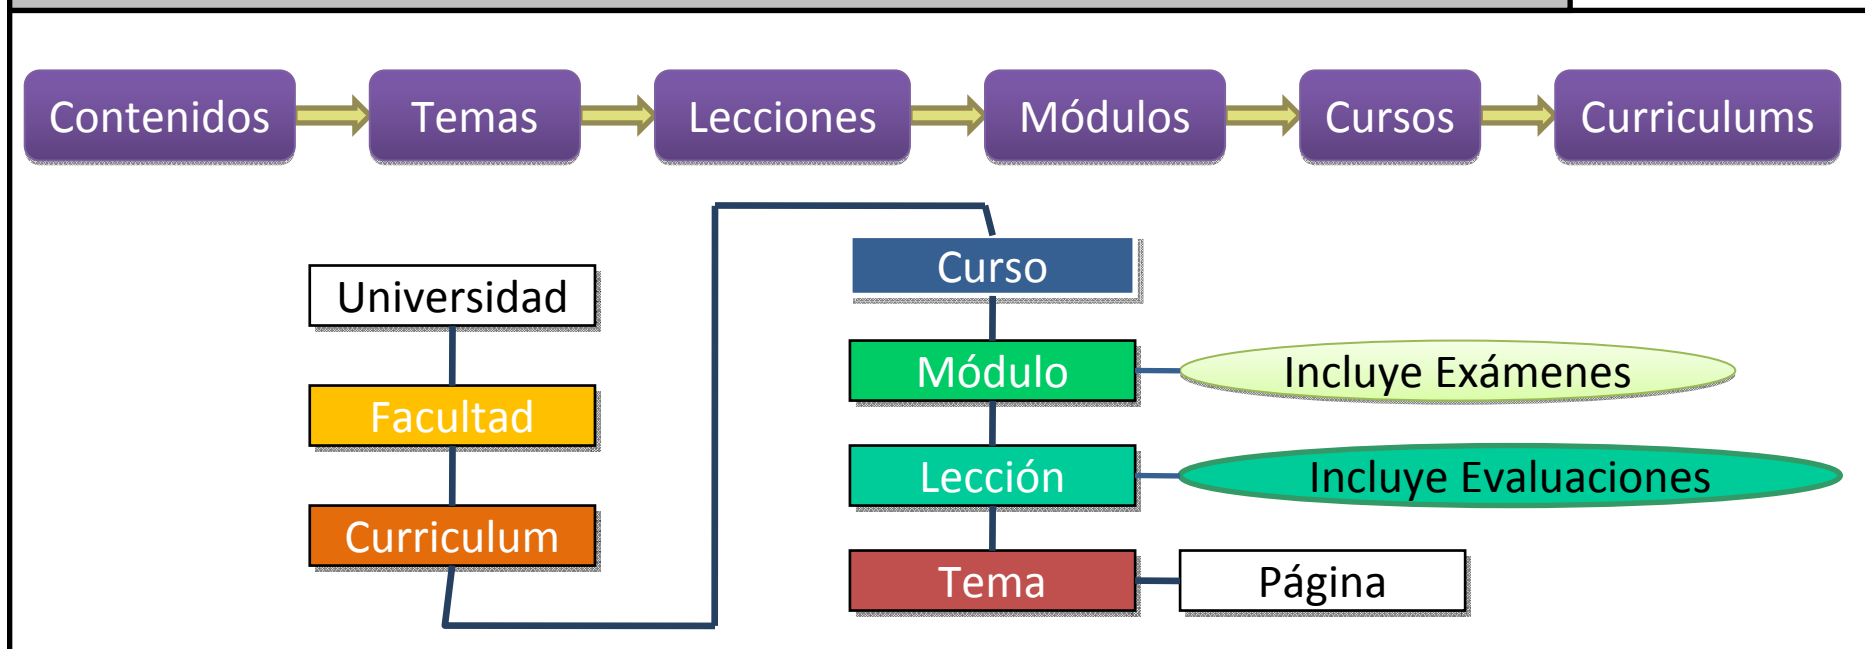 Contenidos
Temas
Lecciones
Módulos
Cursos
Curriculums
Universidad
Facultad
Curriculum
Curso
Módulo
Incluye Exámenes
Lección
Incluye Evaluaciones
Tema
Página